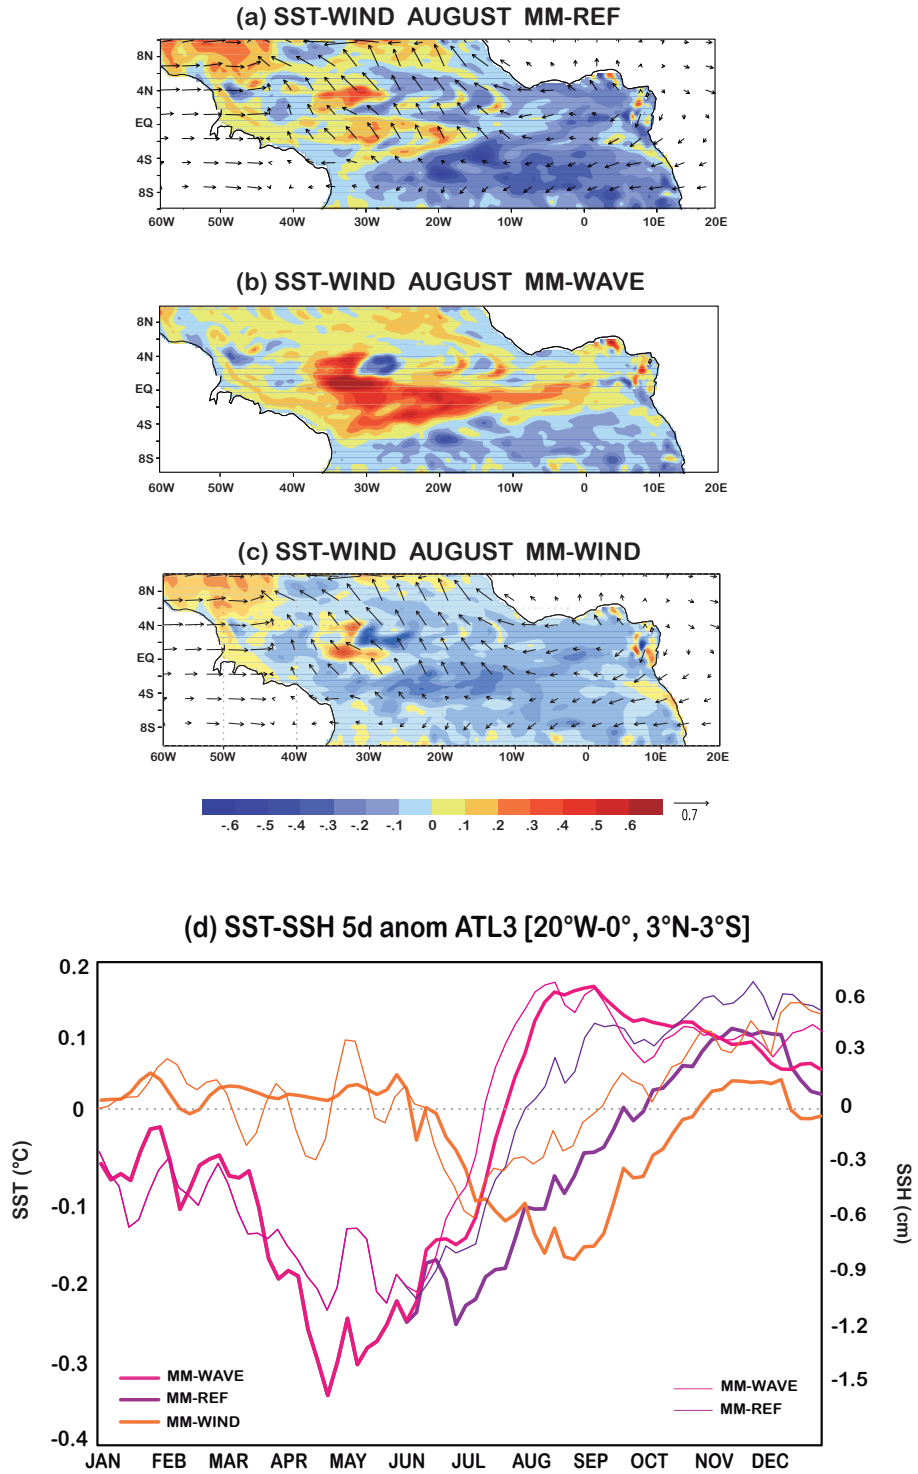 (a) SST-WIND AUGUST MM-REF
8N
4N
EQ
4S
8S
60W 50W 40W 30W 20W 10W 0 10E 20E
(b) SST-WIND AUGUST MM-WAVE
8N
4N
EQ
4S
8S
60W 50W 40W 30W 20W 10W 0 10E 20E
(c) SST-WIND AUGUST MM-WIND
8N
4N
EQ
4S
8S
60W 50W 40W 30W 20W 10W 0 10E 20E
-.6 -.5 -.4 -.3 -.2 -.1 0 .1 .2 .3 .4 .5 .6
0.7
(d) SST-SSH 5d anom ATL3 [20°W-0°, 3°N-3°S]
SST (°C)
0.2
0.1
0
-0.1
-0.2
-0.3
-0.4
SSH (cm)
0.6
0.3
0
-0.3
-0.6
-0.9
-1.2
-1.5
MM-WAVE
MM-REF
MM-WIND
MM-WAVE
MM-REF
JAN FEB MAR APR MAY JUN JUL AUG SEP OCT NOV DEC